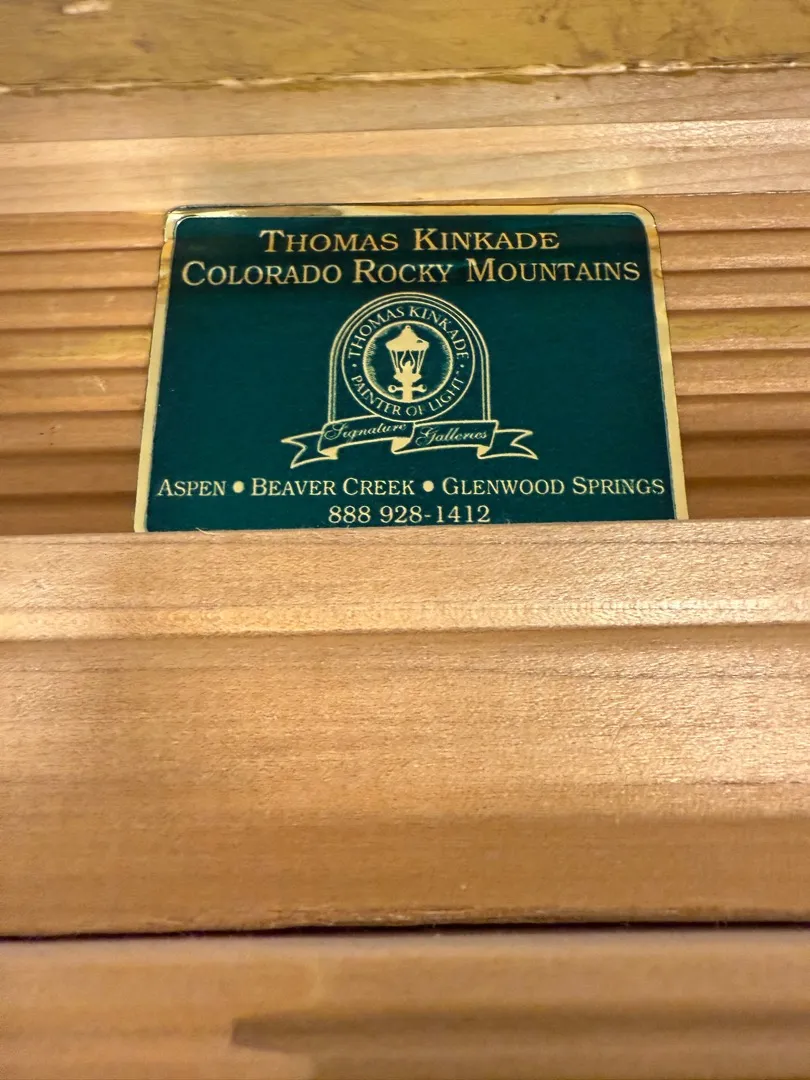 THOMAS KINKADE
COLORADO ROCKY MOUNTAINS
THOMAS KINKADE
PAINTER OF LIGHT
Signature Galleries
ASPEN • BEAVER CREEK • GLENWOOD SPRINGS
888 928-1412